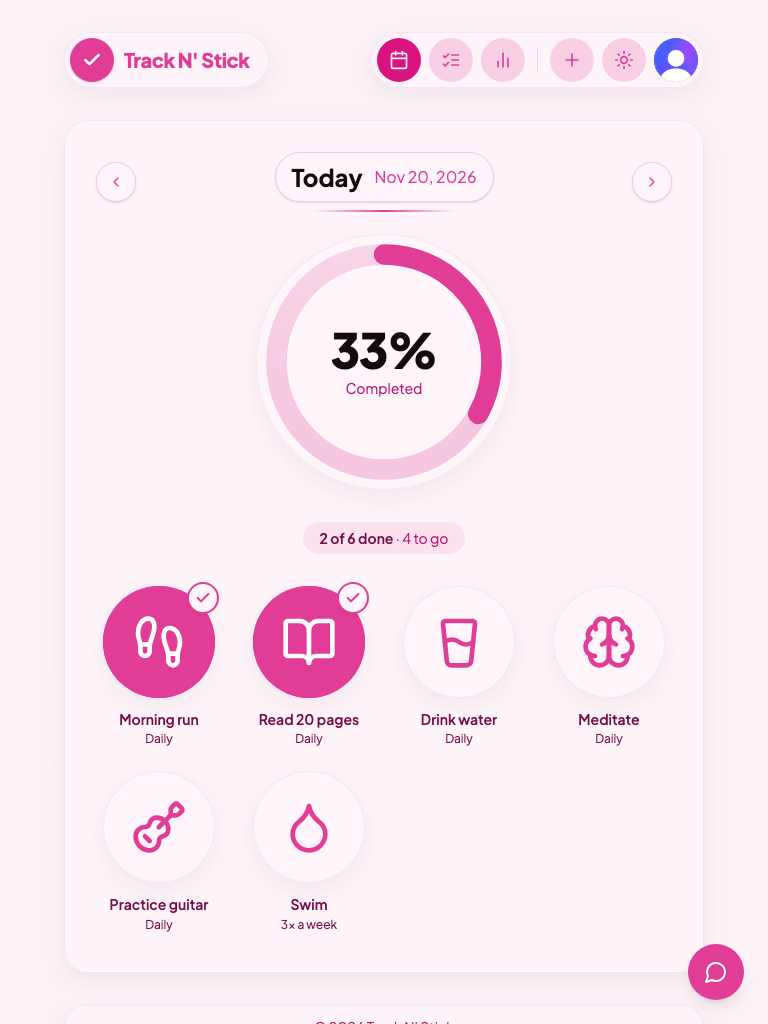 Track N' Stick
Today Nov 20, 2026
33%
Completed
2 of 6 done · 4 to go
Morning run
Daily
Read 20 pages
Daily
Drink water
Daily
Meditate
Daily
Practice guitar
Daily
Swim
3× a week